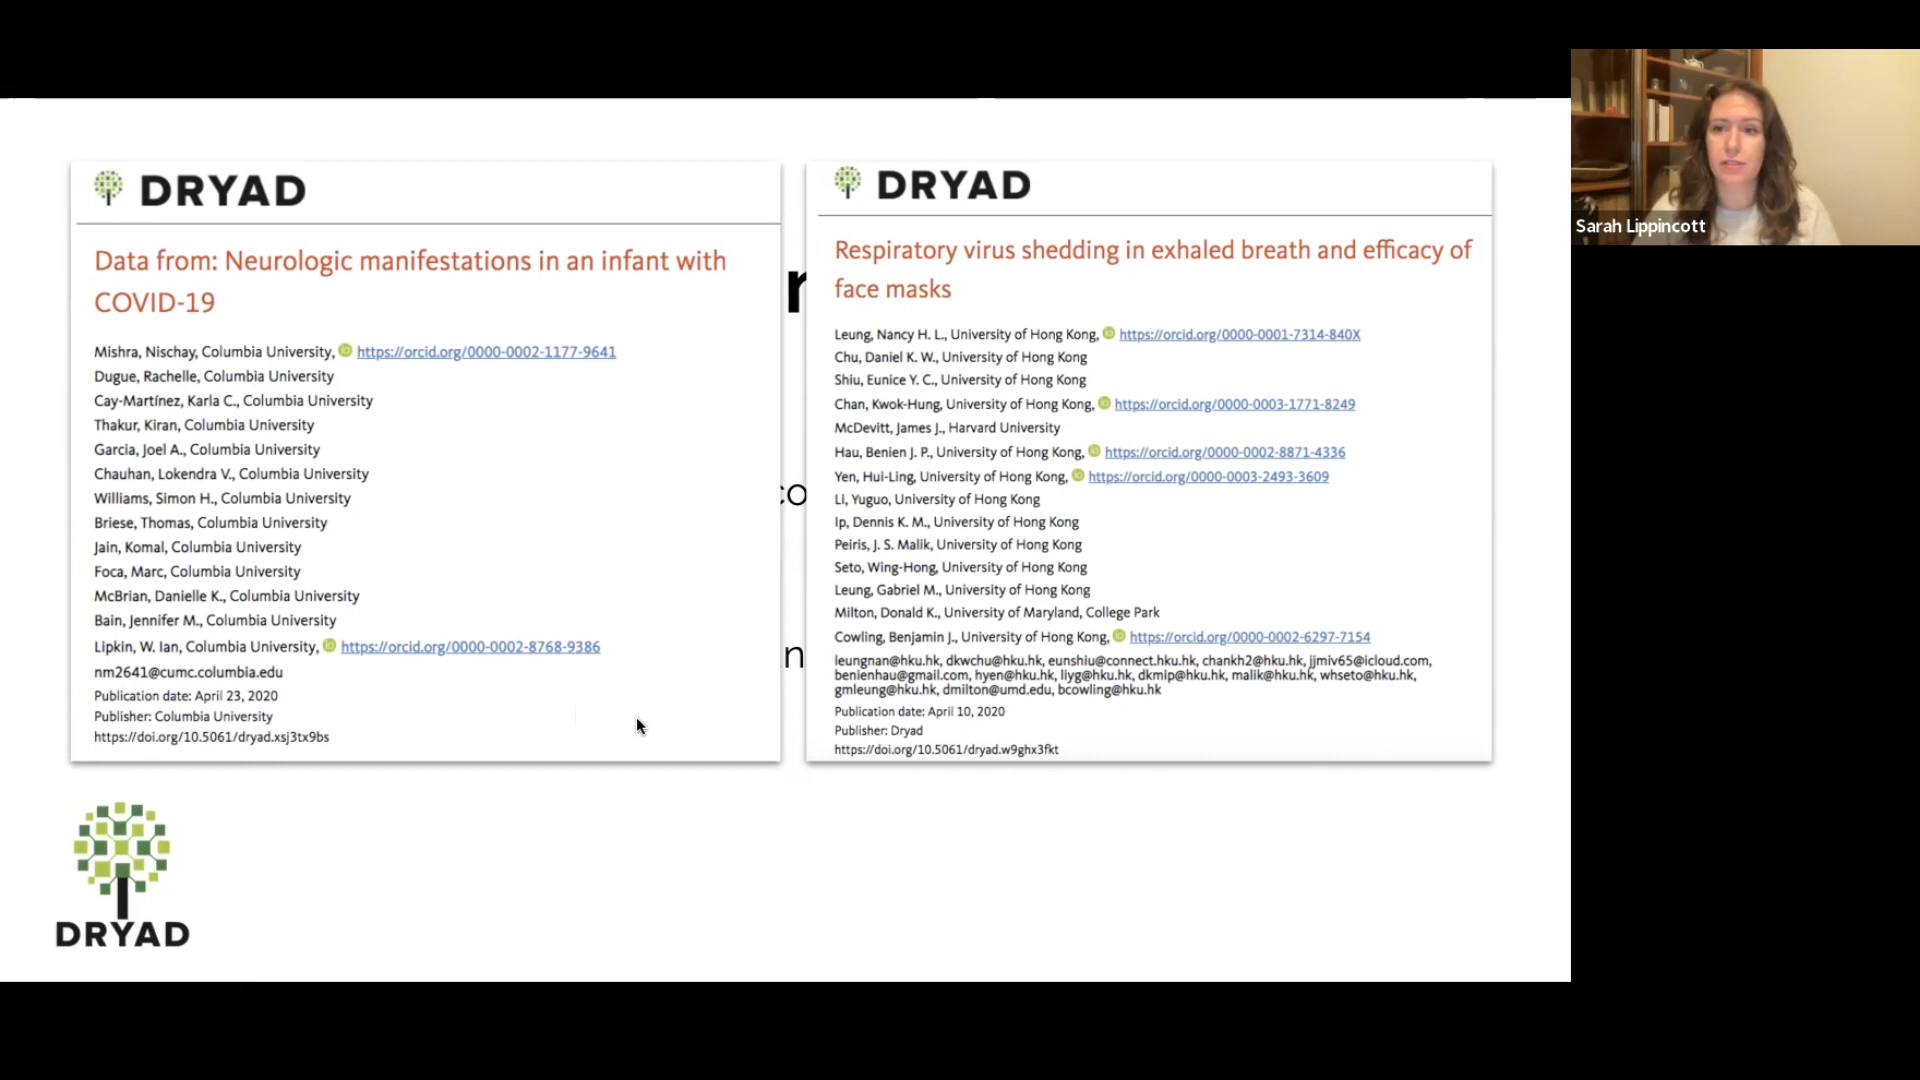 DRYAD
Data from: Neurologic manifestations in an infant with
COVID-19
Mishra, Nischay, Columbia University, iD https://orcid.org/0000-0002-1177-9641
Dugue, Rachelle, Columbia University
Cay-Martínez, Karla C., Columbia University
Thakur, Kiran, Columbia University
Garcia, Joel A., Columbia University
Chauhan, Lokendra V., Columbia University
Williams, Simon H., Columbia University
Briese, Thomas, Columbia University
Jain, Komal, Columbia University
Foca, Marc, Columbia University
McBrian, Danielle K., Columbia University
Bain, Jennifer M., Columbia University
Lipkin, W. Ian, Columbia University, iD https://orcid.org/0000-0002-8768-9386
nm2641@cumc.columbia.edu
Publication date: April 23, 2020
Publisher: Columbia University
https://doi.org/10.5061/dryad.xsj3tx9bs
DRYAD
Respiratory virus shedding in exhaled breath and efficacy of
face masks
Leung, Nancy H. L., University of Hong Kong, iD https://orcid.org/0000-0001-7314-840X
Chu, Daniel K. W., University of Hong Kong
Shiu, Eunice Y. C., University of Hong Kong
Chan, Kwok-Hung, University of Hong Kong, iD https://orcid.org/0000-0003-1771-8249
McDevitt, James J., Harvard University
Hau, Benien J. P., University of Hong Kong, iD https://orcid.org/0000-0002-8871-4336
Yen, Hui-Ling, University of Hong Kong, iD https://orcid.org/0000-0003-2493-3609
Li, Yuguo, University of Hong Kong
Ip, Dennis K. M., University of Hong Kong
Peiris, J. S. Malik, University of Hong Kong
Seto, Wing-Hong, University of Hong Kong
Leung, Gabriel M., University of Hong Kong
Milton, Donald K., University of Maryland, College Park
Cowling, Benjamin J., University of Hong Kong, iD https://orcid.org/0000-0002-6297-7154
leungnan@hku.hk, dkwchu@hku.hk, eunshiu@connect.hku.hk, chankh2@hku.hk, jjmiv65@icloud.com,
benienhau@gmail.com, hyen@hku.hk, liyg@hku.hk, dkmip@hku.hk, malik@hku.hk, whseto@hku.hk,
gmleung@hku.hk, dmilton@umd.edu, bcowling@hku.hk
Publication date: April 10, 2020
Publisher: Dryad
https://doi.org/10.5061/dryad.w9ghx3fkt
DRYAD
Sarah Lippincott